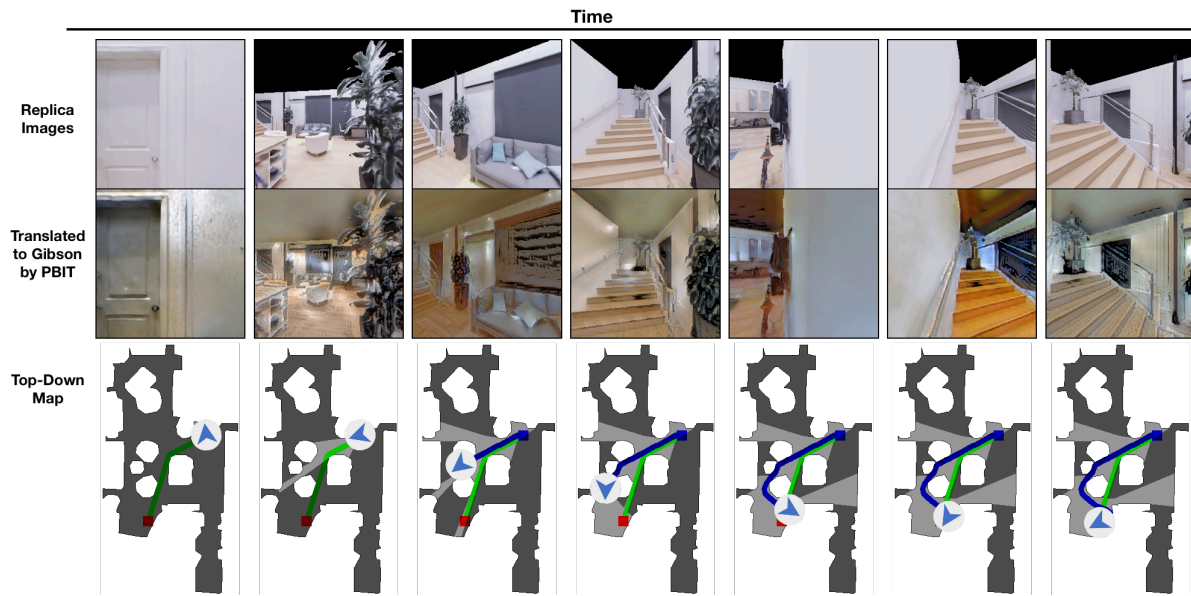 Time
Replica
Images
Translated
to Gibson
by PBIT
Top-Down
Map